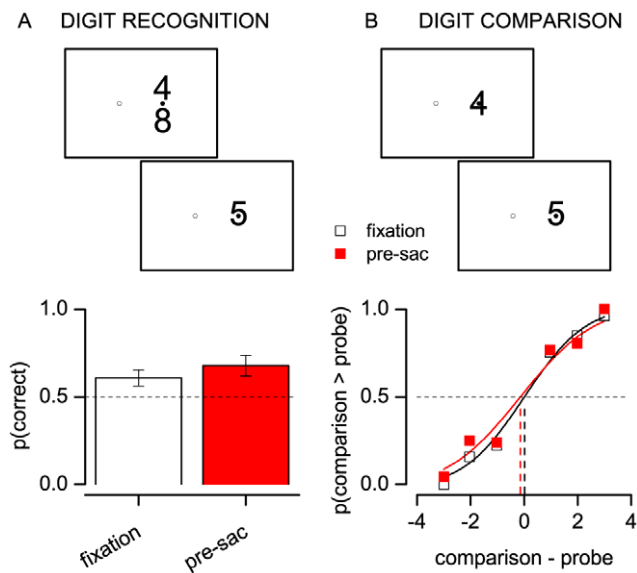 A DIGIT RECOGNITION
4
8
5
p(correct)
1.0
0.5
0.0
fixation
pre-sac
B DIGIT COMPARISON
4
5
fixation
pre-sac
p(comparison > probe)
1.0
0.5
0.0
-4 -2 0 2 4
comparison - probe